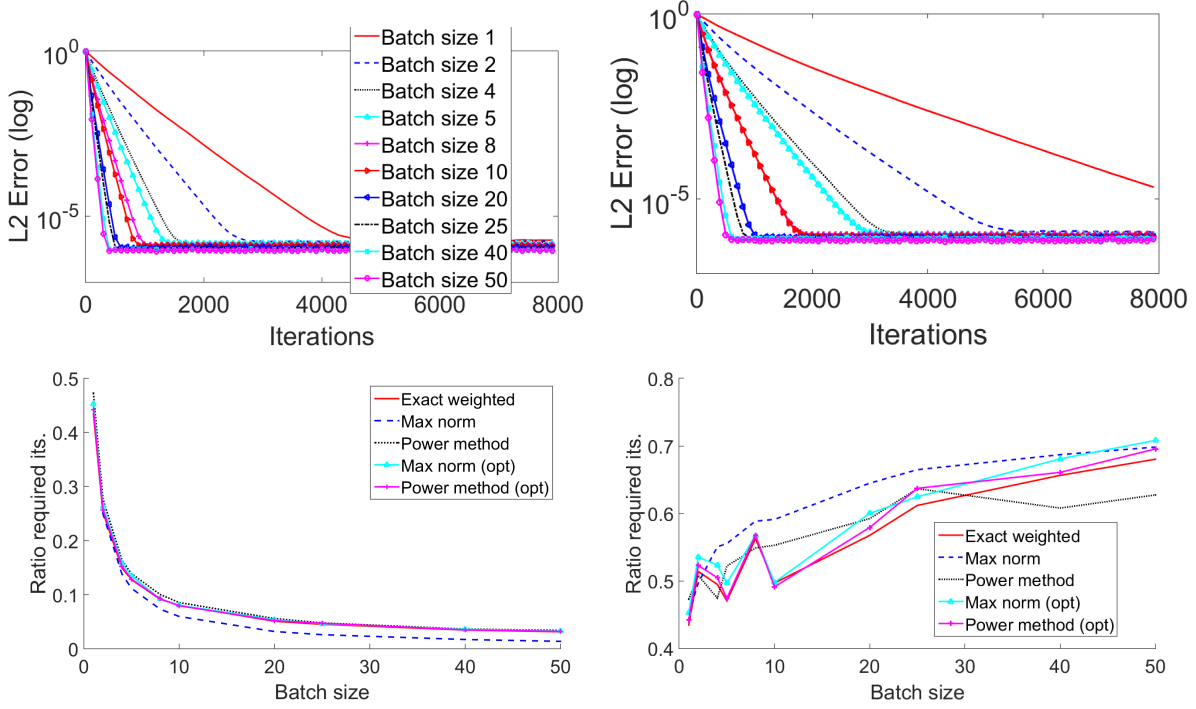 10^0
10^-5
L2 Error (log)
0
2000
4000
6000
8000
Iterations
Batch size 1
Batch size 2
Batch size 4
Batch size 5
Batch size 8
Batch size 10
Batch size 20
Batch size 25
Batch size 40
Batch size 50
10^0
10^-5
L2 Error (log)
0
2000
4000
6000
8000
Iterations
0.5
0.4
0.3
0.2
0.1
0
Ratio required its.
0
10
20
30
40
50
Batch size
Exact weighted
Max norm
Power method
Max norm (opt)
Power method (opt)
0.8
0.7
0.6
0.5
0.4
Ratio required its.
0
10
20
30
40
50
Batch size
Exact weighted
Max norm
Power method
Max norm (opt)
Power method (opt)